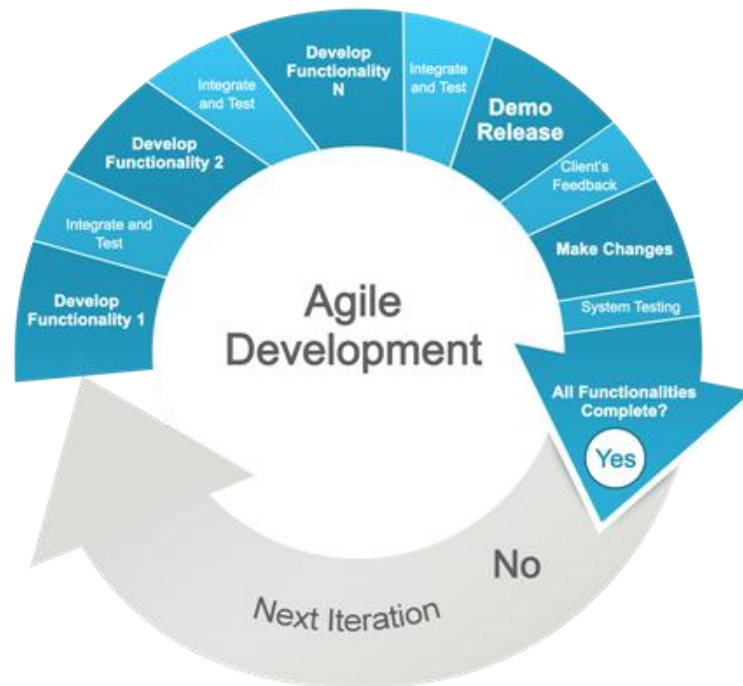 Develop
Functionality 1
Integrate and
Test
Develop
Functionality 2
Integrate
and Test
Develop
Functionality
N
Integrate
and Test
Demo
Release
Client's
Feedback
Make Changes
System Testing
All Functionalities
Complete?
Yes
No
Next Iteration
Agile
Development